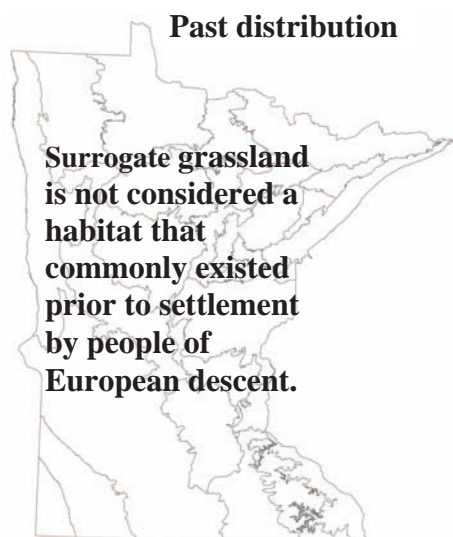 Past distribution
Surrogate grassland
is not considered a
habitat that
commonly existed
prior to settlement
by people of
European descent.